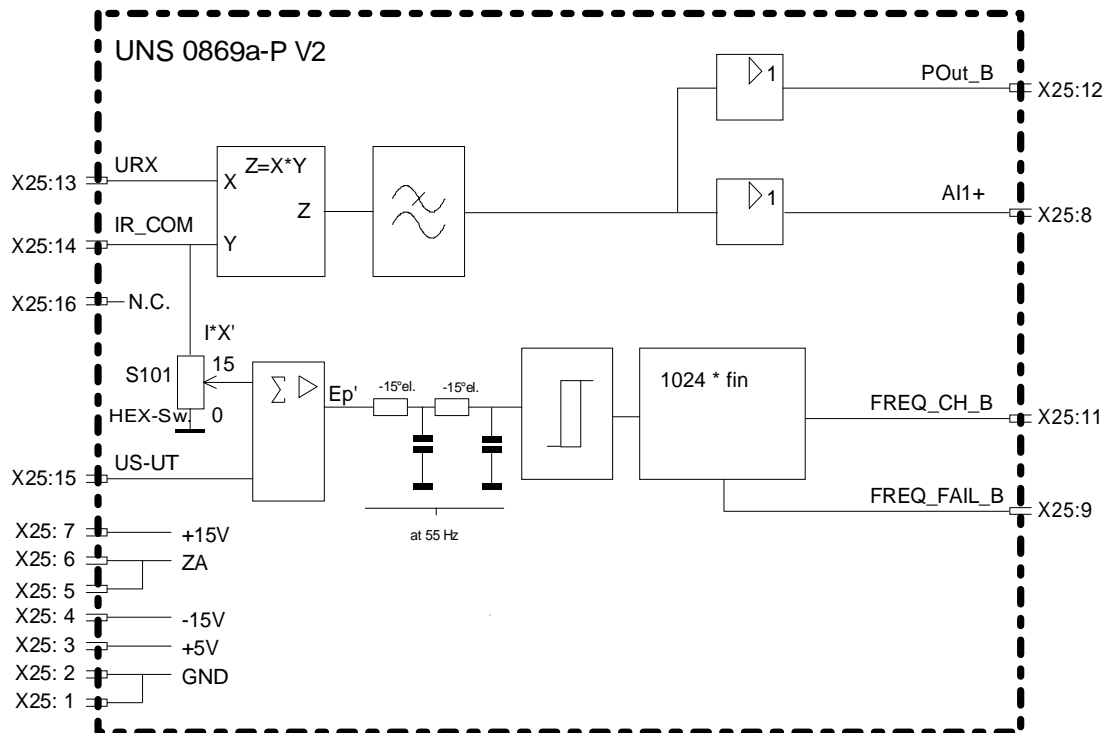 UNS 0869a-P V2
1
POut_B
X25:12
URX
Z=X*Y
X25:13
X
Z
1
AI1+
X25:8
IR_COM
X25:14
Y
X25:16
N.C.
I*X'
S101
15
Σ
Ep'
-15°el.
-15°el.
1024 * fin
HEX-Sw.
0
FREQ_CH_B
X25:11
US-UT
X25:15
FREQ_FAIL_B
X25:9
at 55 Hz
X25: 7
+15V
X25: 6
ZA
X25: 5
X25: 4
-15V
X25: 3
+5V
X25: 2
GND
X25: 1